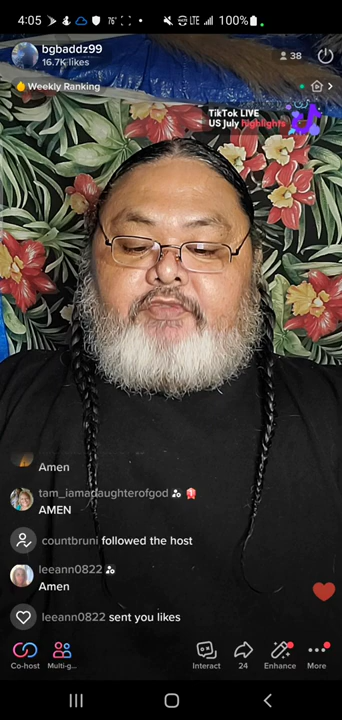 4:05
76°
LTE
100%
bgbaddz99
16.7K likes
38
Weekly Ranking
TikTok LIVE
US July highlights
Amen
tam_iamadaughterofgod
AMEN
countbruni followed the host
leeann0822
Amen
leeann0822 sent you likes
Co-host
Multi-g...
Interact
24
Enhance
More